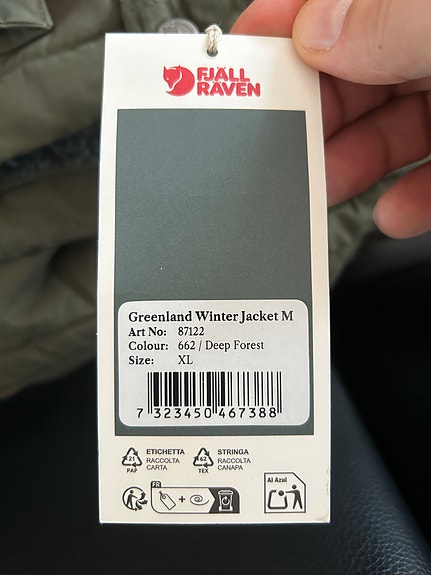 FJÄLL
RÄVEN
Greenland Winter Jacket M
Art No: 87122
Colour: 662 / Deep Forest
Size: XL
7 323450 467388
21
PAP
ETICHETTA
RACCOLTA
CARTA
62
TEX
STRINGA
RACCOLTA
CANAPA
FR
+
Al Azul